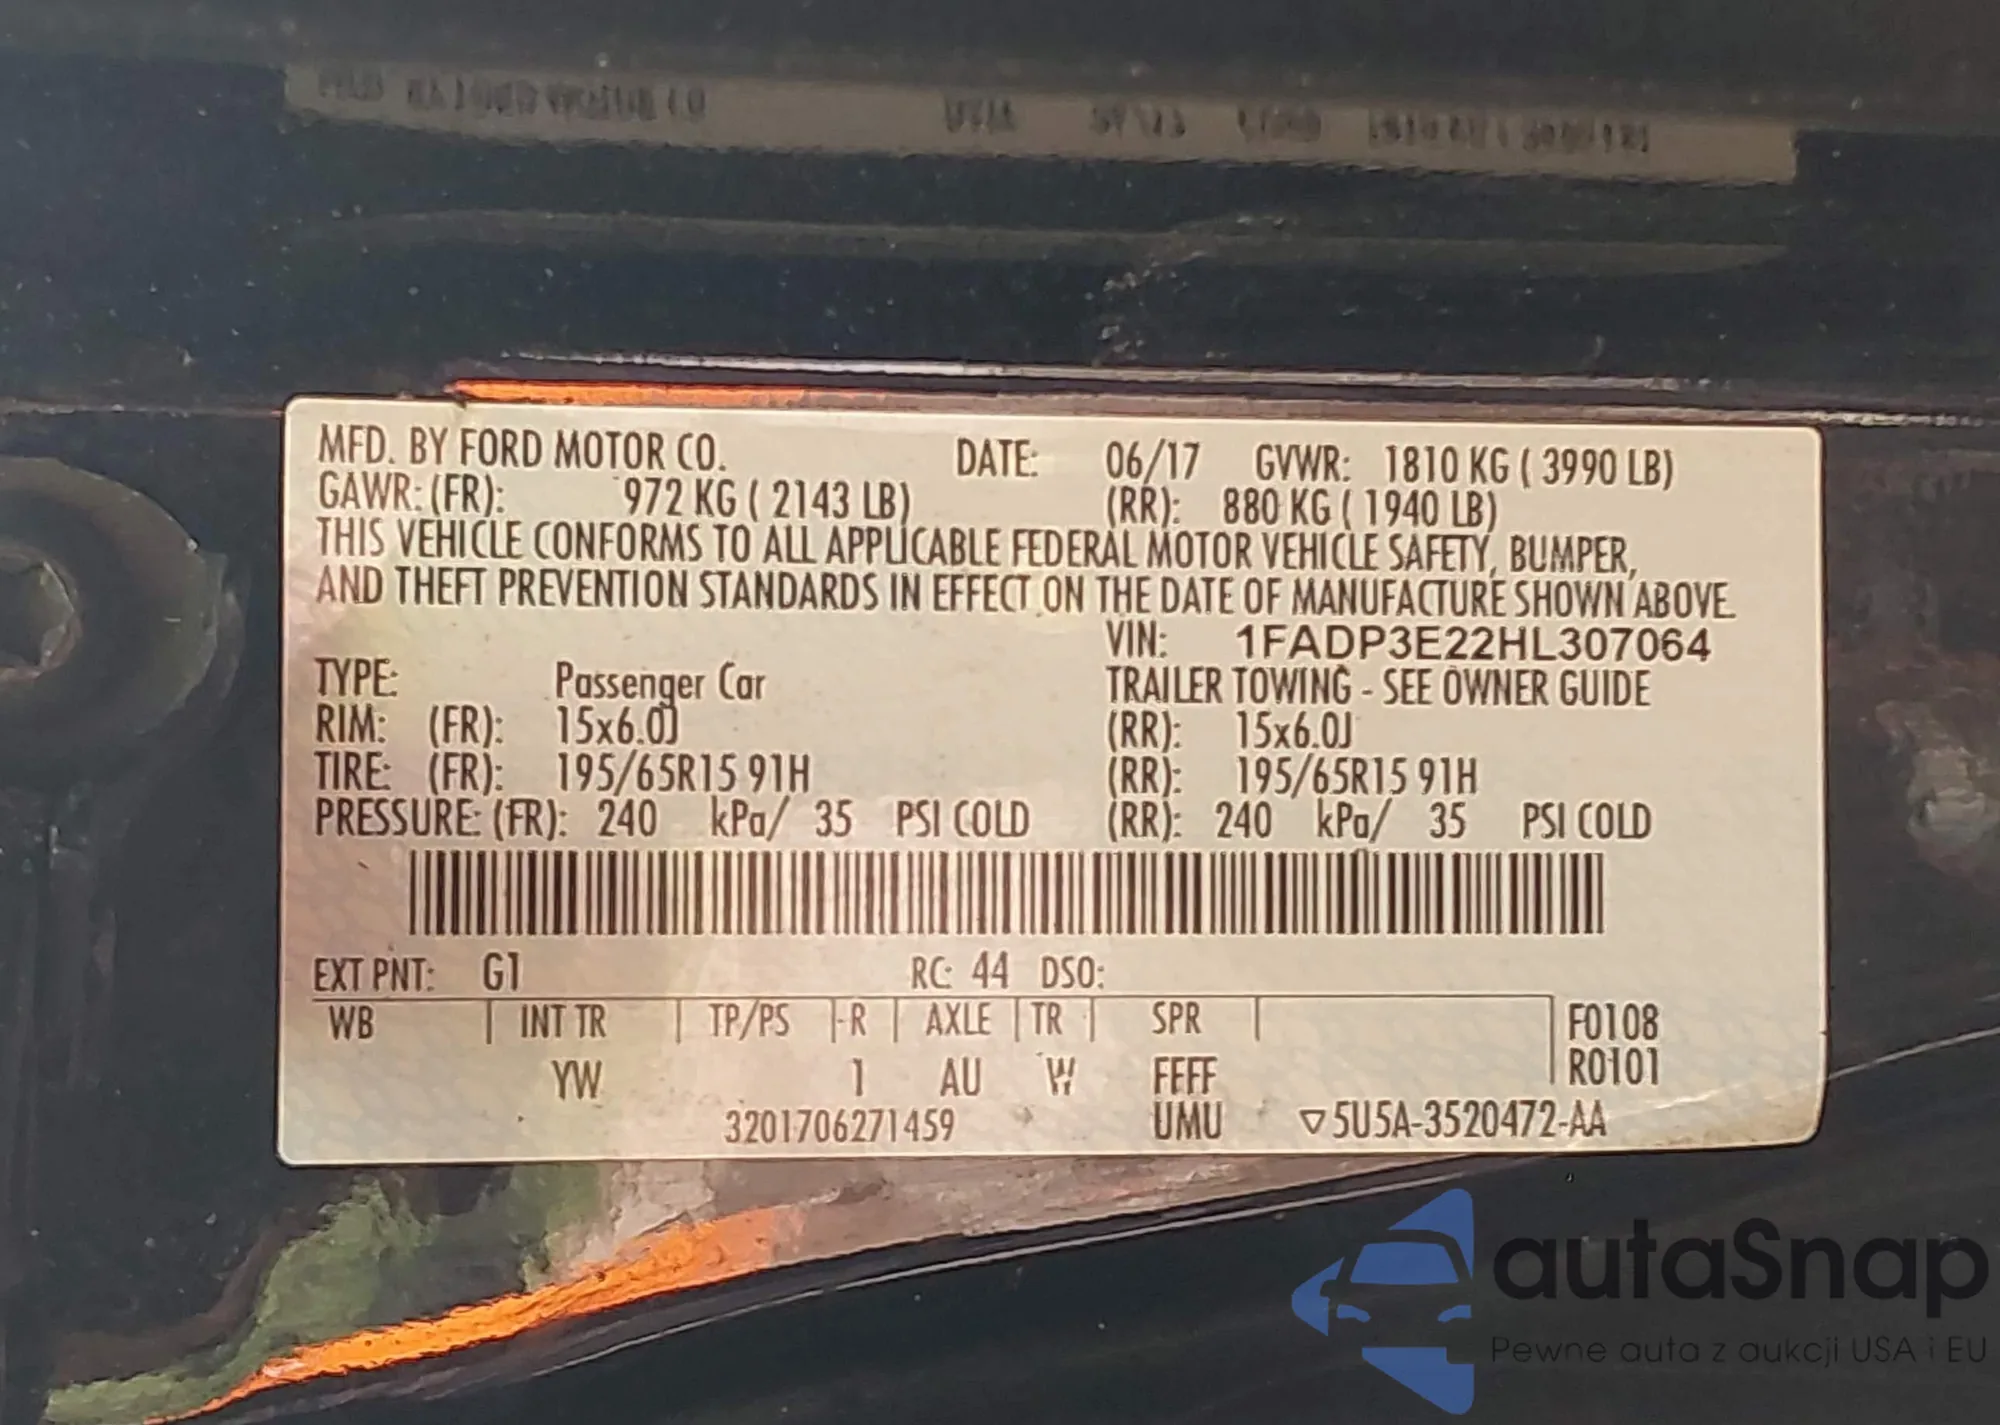 MFD. BY FORD MOTOR CO. DATE: 06/17 GVWR: 1810 KG ( 3990 LB)
GAWR: (FR): 972 KG ( 2143 LB) (RR): 880 KG ( 1940 LB)
THIS VEHICLE CONFORMS TO ALL APPLICABLE FEDERAL MOTOR VEHICLE SAFETY, BUMPER,
AND THEFT PREVENTION STANDARDS IN EFFECT ON THE DATE OF MANUFACTURE SHOWN ABOVE.
VIN: 1FADP3E22HL307064
TYPE: Passenger Car TRAILER TOWING - SEE OWNER GUIDE
RIM: (FR): 15x6.0J (RR): 15x6.0J
TIRE: (FR): 195/65R15 91H (RR): 195/65R15 91H
PRESSURE: (FR): 240 kPa/ 35 PSI COLD (RR): 240 kPa/ 35 PSI COLD
EXT PNT: G1 RC: 44 DSO:
WB | INT TR | TP/PS | R | AXLE | TR | SPR | F0108
YW 1 AU W FFFF R0101
3201706271459 UMU ▽5U5A-3520472-AA
autaSnap
Pewne auta z aukcji USA i EU